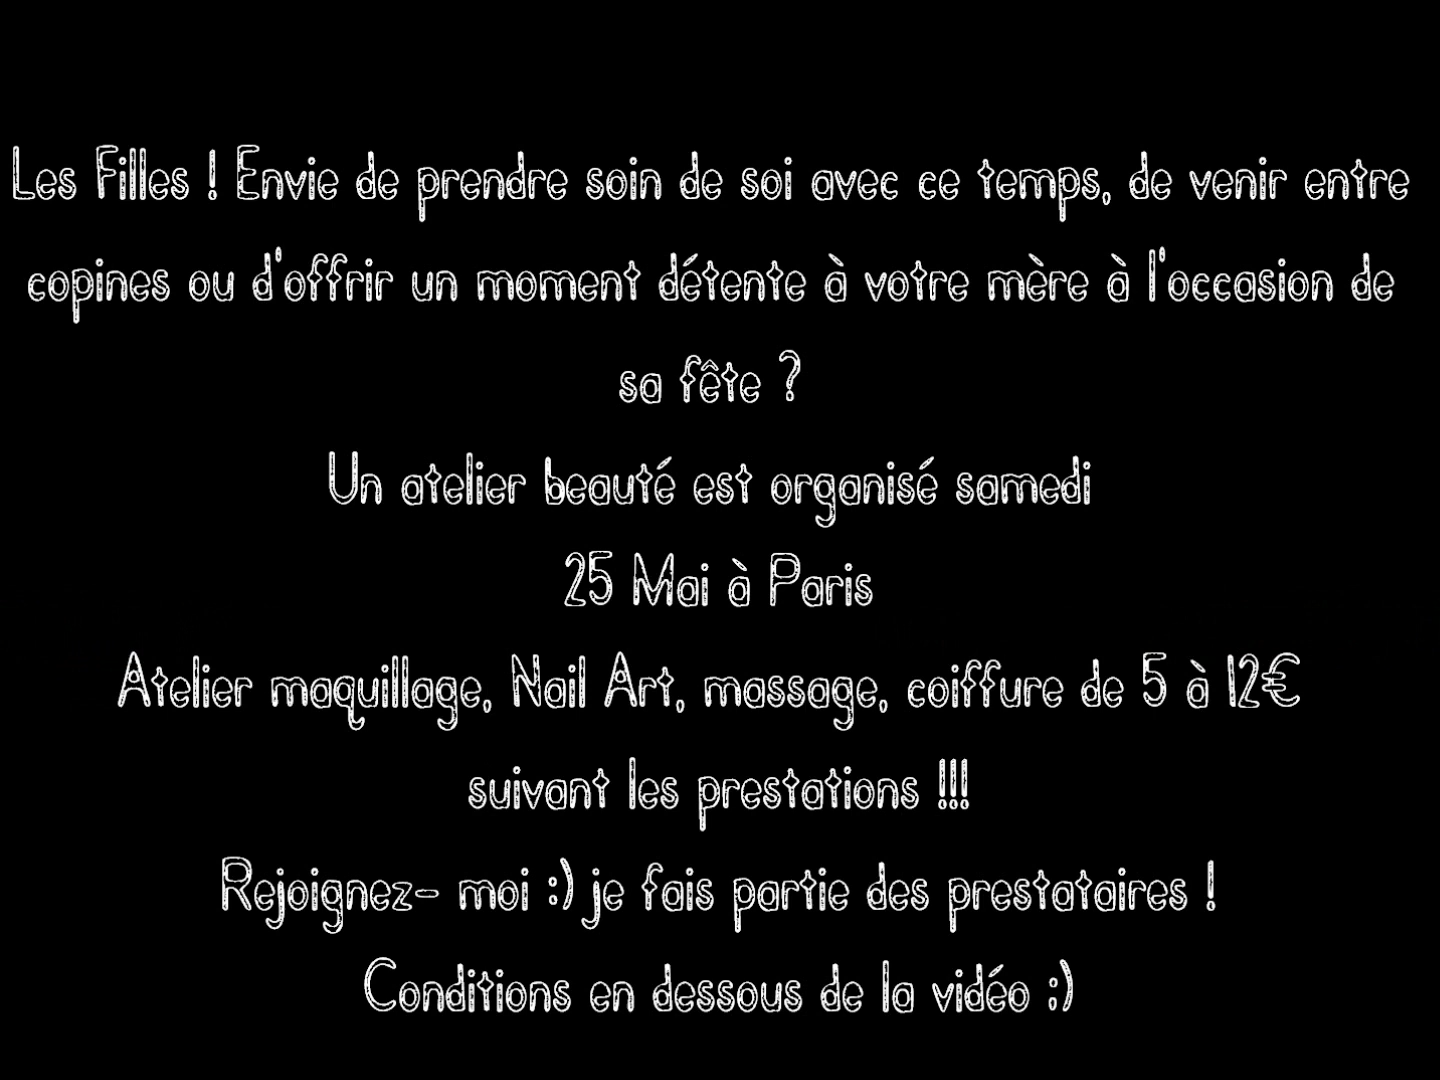 Les Filles ! Envie de prendre soin de soi avec ce temps, de venir entre
copines ou d'offrir un moment détente à votre mère à l'occasion de
sa fête ?
Un atelier beauté est organisé samedi
25 Mai à Paris
Atelier maquillage, Nail Art, massage, coiffure de 5 à 12€
suivant les prestations !!!
Rejoignez- moi :) je fais partie des prestataires !
Conditions en dessous de la vidéo :)